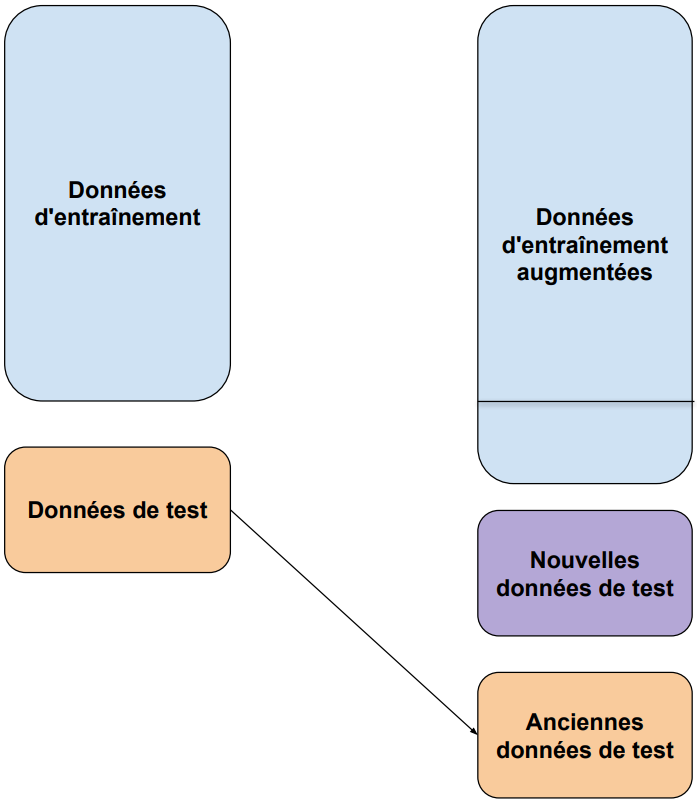 Données
d'entraînement
Données de test
Données
d'entraînement
augmentées
Nouvelles
données de test
Anciennes
données de test